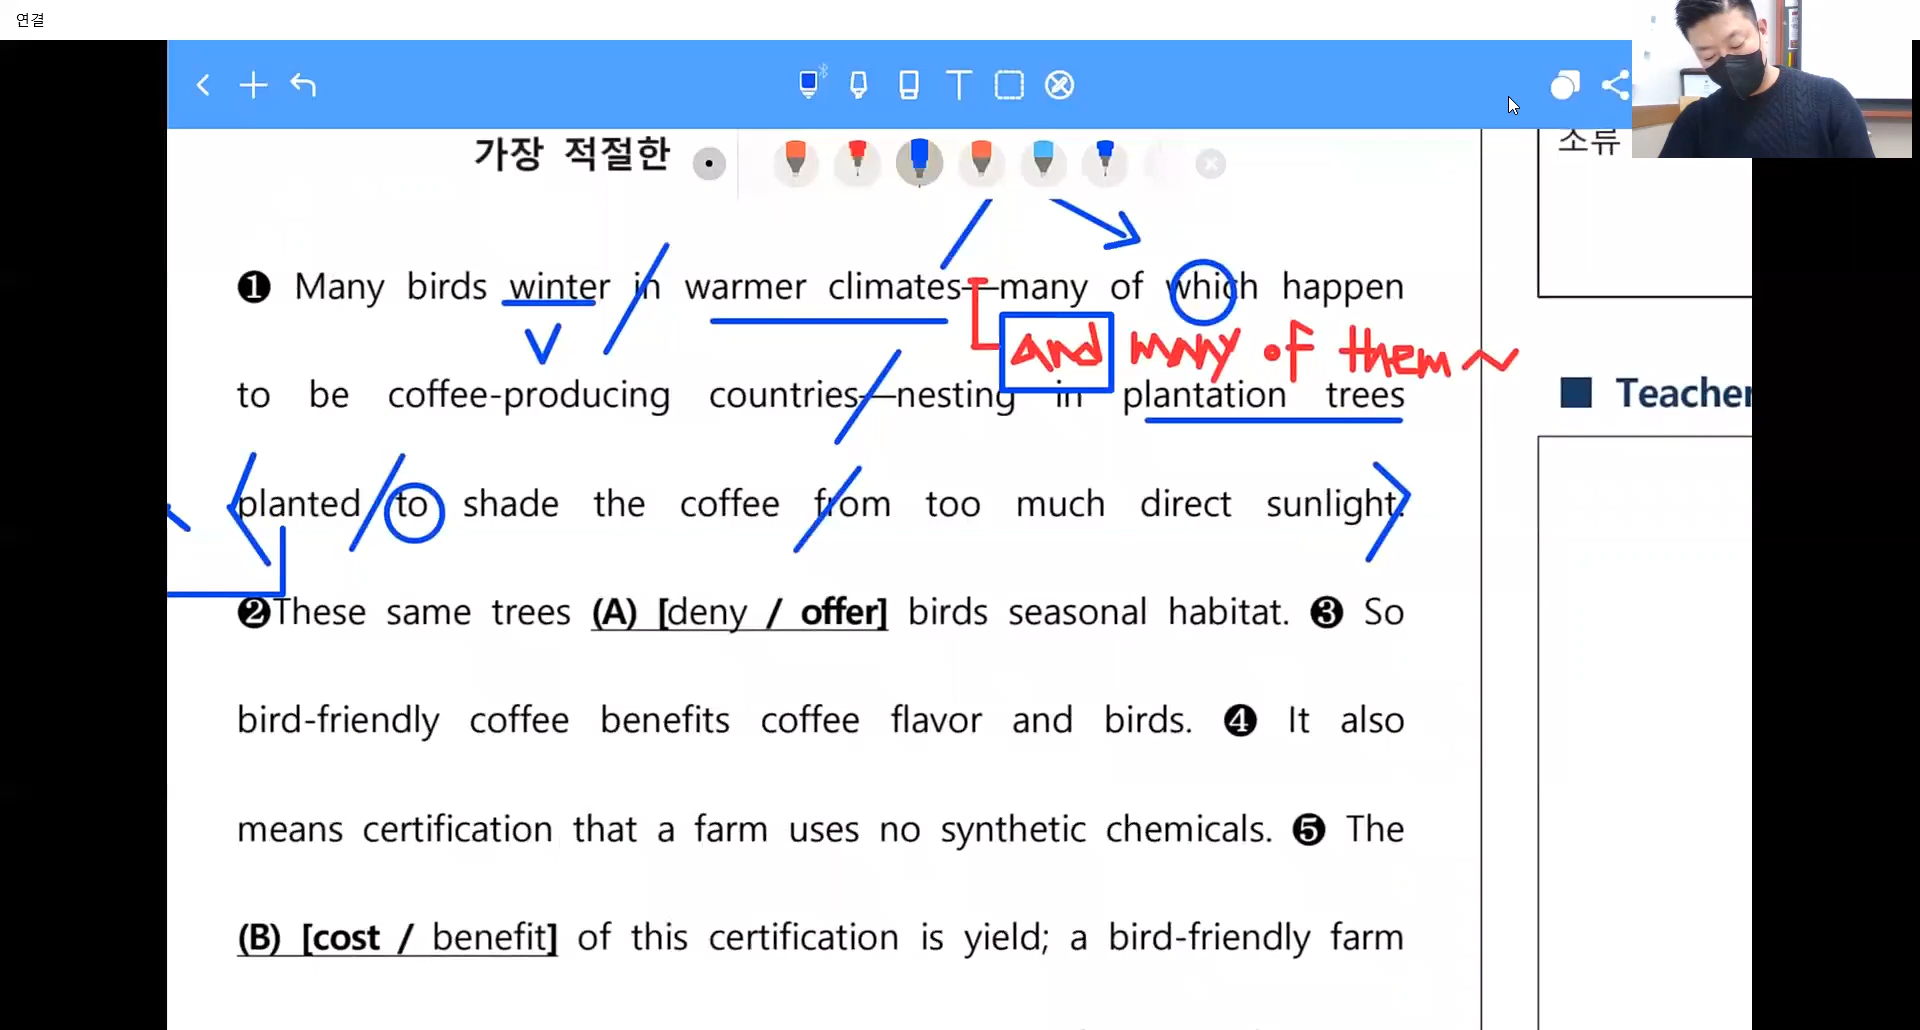 연결
가장 적절한
소류
❶ Many birds winter in warmer climates—many of which happen
and many of them ~
to be coffee-producing countries—nesting in plantation trees
Teacher
planted to shade the coffee from too much direct sunlight.
❷These same trees (A) [deny / offer] birds seasonal habitat. ❸ So
bird-friendly coffee benefits coffee flavor and birds. ❹ It also
means certification that a farm uses no synthetic chemicals. ❺ The
(B) [cost / benefit] of this certification is yield; a bird-friendly farm